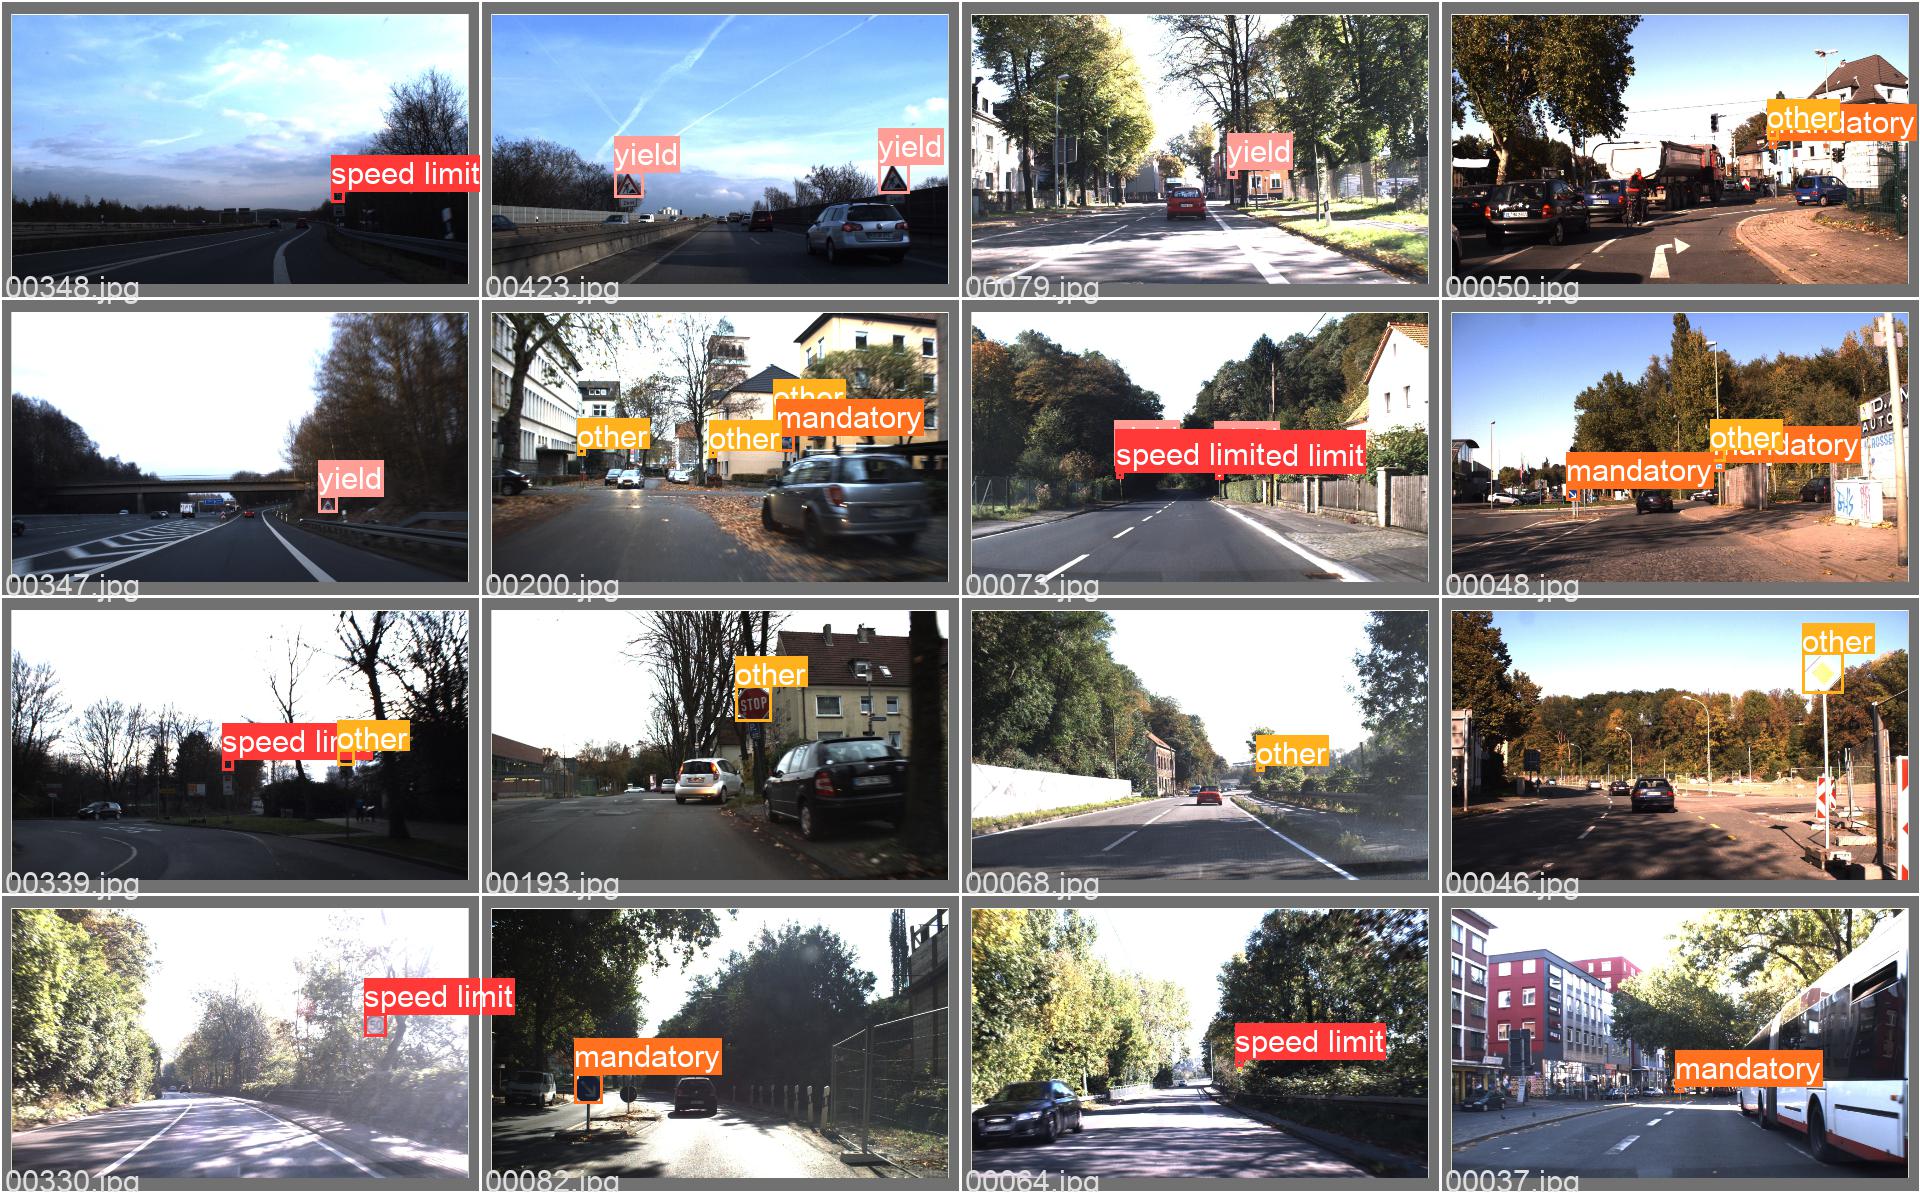 speed limit
00348.jpg
yield
yield
00423.jpg
yield
00079.jpg
other
mandatory
00050.jpg
yield
00347.jpg
other
other
other
mandatory
00200.jpg
speed limit
ed limit
00073.jpg
other
mandatory
mandatory
AUTO
00048.jpg
speed lim
other
00339.jpg
other
STOP
00193.jpg
other
00068.jpg
other
00046.jpg
speed limit
00330.jpg
mandatory
00082.jpg
speed limit
00064.jpg
mandatory
00037.jpg